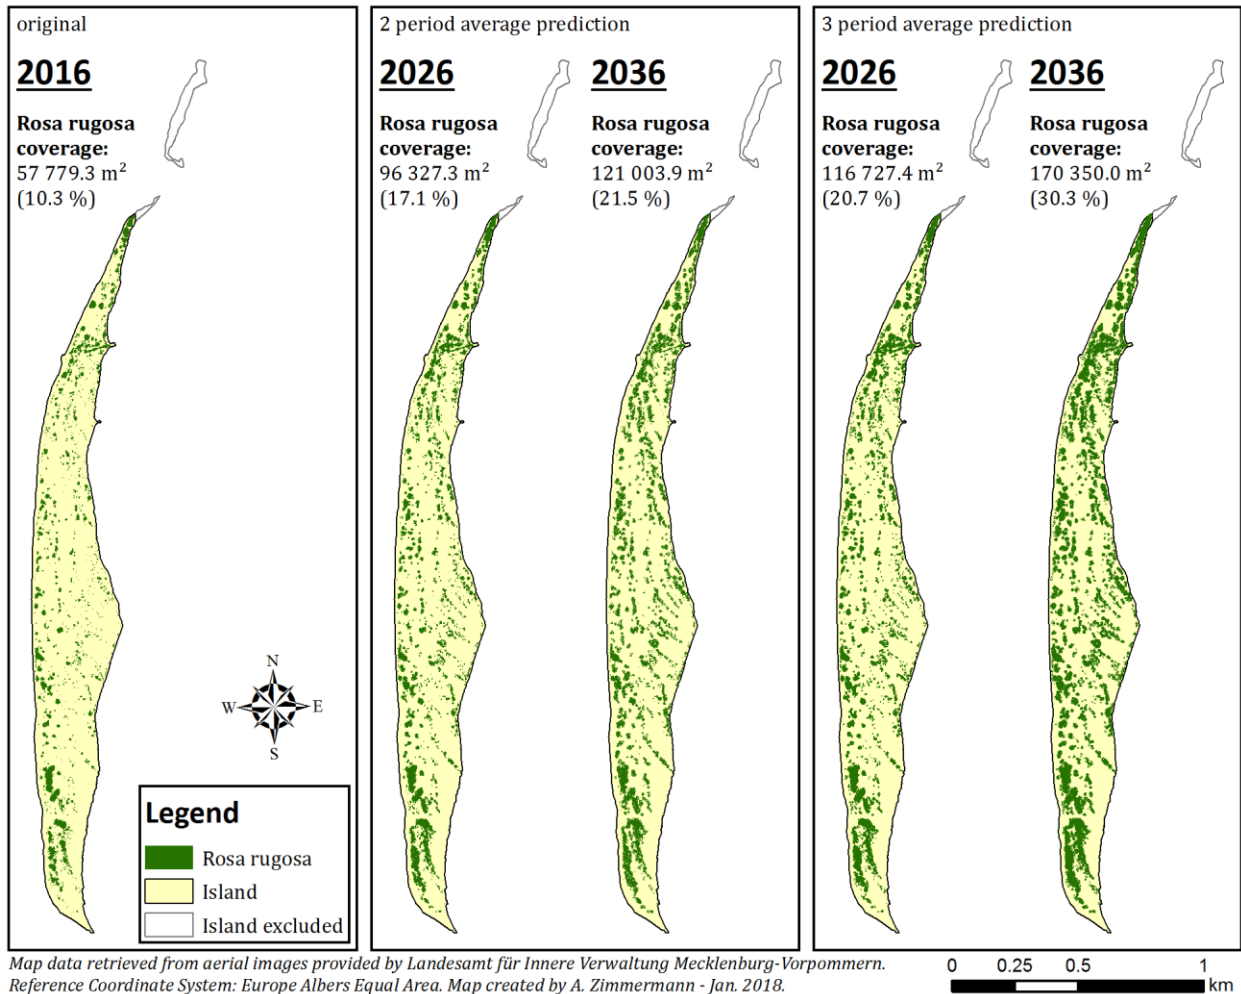 original
2016
Rosa rugosa
coverage:
57 779.3 m²
(10.3 %)
N
W
E
S
Legend
Rosa rugosa
Island
Island excluded
2 period average prediction
2026
Rosa rugosa
coverage:
96 327.3 m²
(17.1 %)
2036
Rosa rugosa
coverage:
121 003.9 m²
(21.5 %)
3 period average prediction
2026
Rosa rugosa
coverage:
116 727.4 m²
(20.7 %)
2036
Rosa rugosa
coverage:
170 350.0 m²
(30.3 %)
Map data retrieved from aerial images provided by Landesamt für Innere Verwaltung Mecklenburg-Vorpommern.
Reference Coordinate System: Europe Albers Equal Area. Map created by A. Zimmermann - Jan. 2018.
0 0.25 0.5 1
km